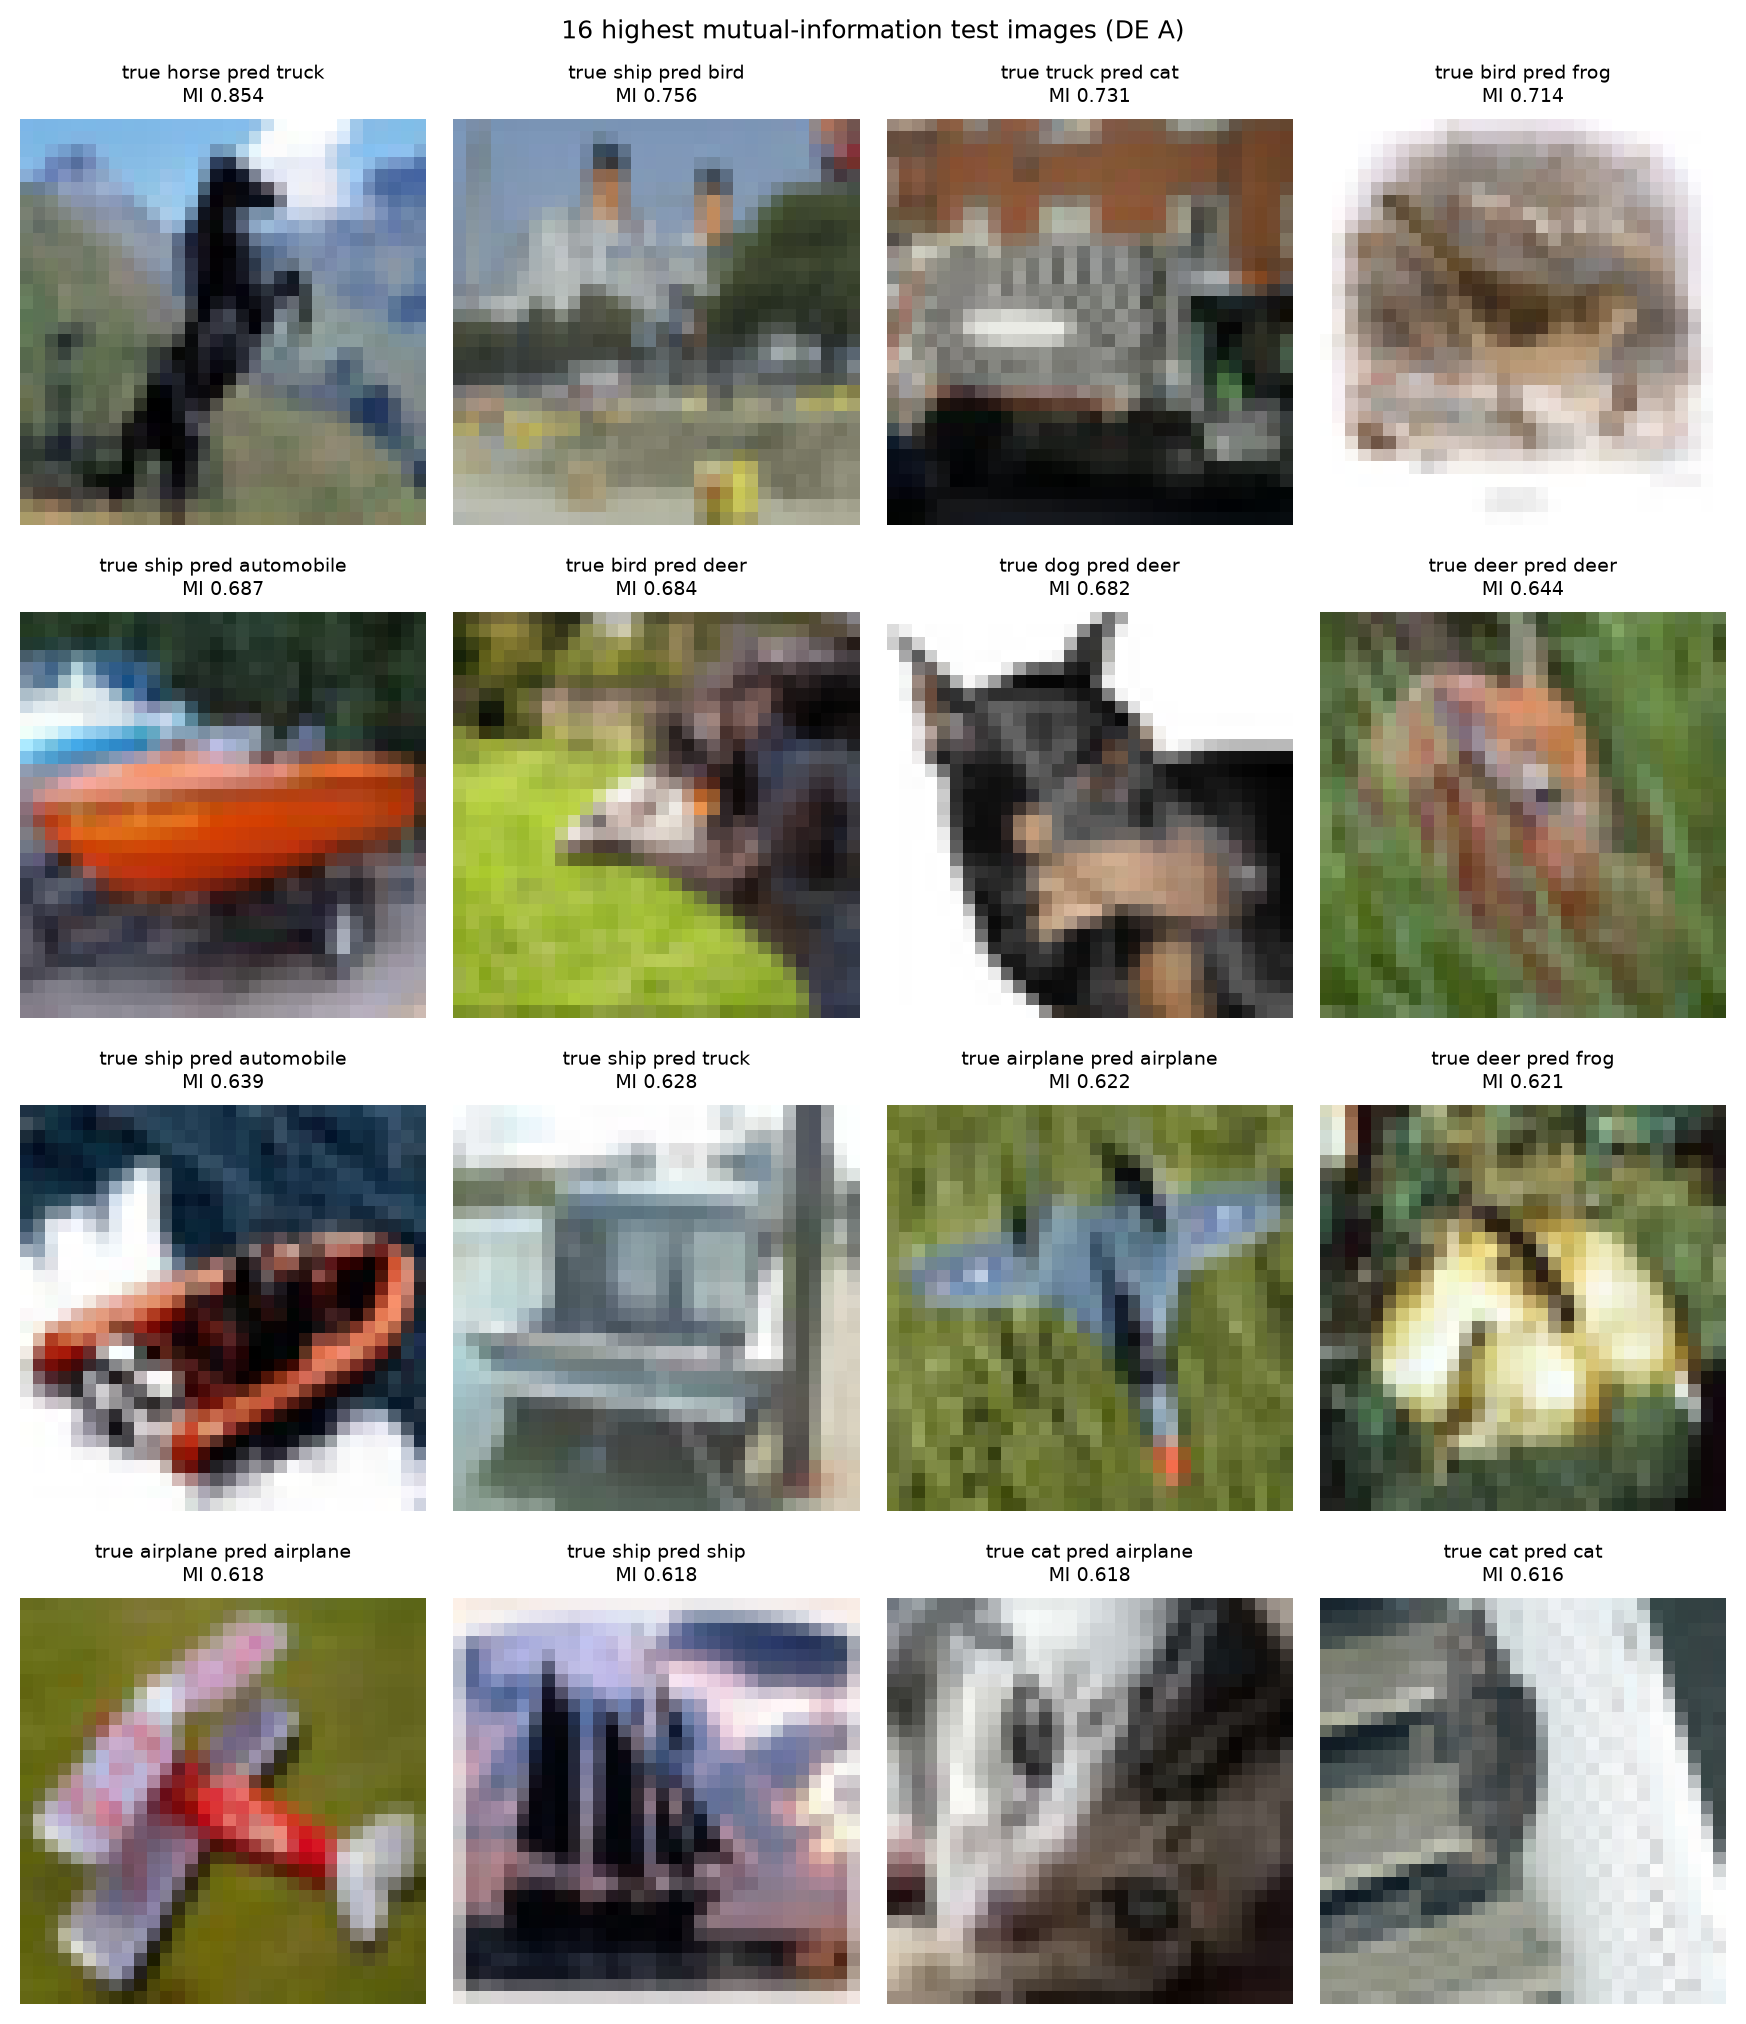 16 highest mutual-information test images (DE A)
true horse pred truck
MI 0.854
true ship pred bird
MI 0.756
true truck pred cat
MI 0.731
true bird pred frog
MI 0.714
true ship pred automobile
MI 0.687
true bird pred deer
MI 0.684
true dog pred deer
MI 0.682
true deer pred deer
MI 0.644
true ship pred automobile
MI 0.639
true ship pred truck
MI 0.628
true airplane pred airplane
MI 0.622
true deer pred frog
MI 0.621
true airplane pred airplane
MI 0.618
true ship pred ship
MI 0.618
true cat pred airplane
MI 0.618
true cat pred cat
MI 0.616